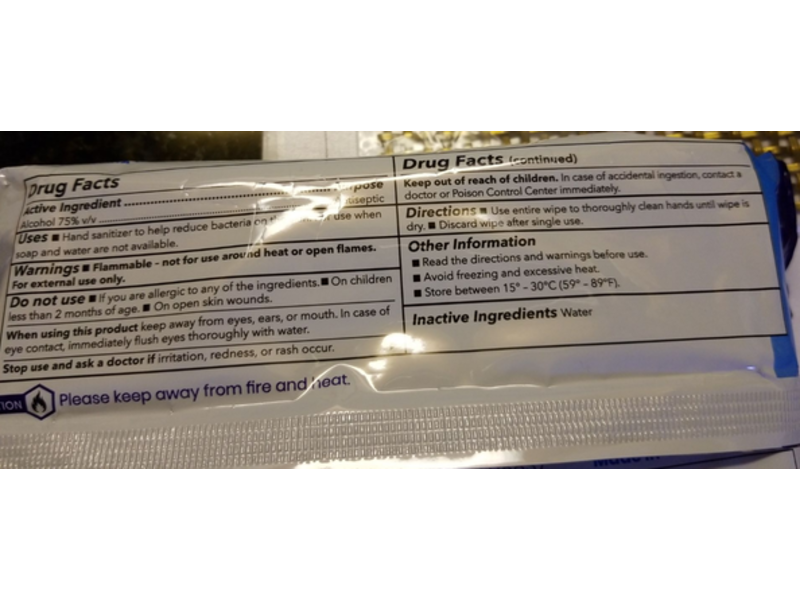 Drug Facts
Active Ingredient
Alcohol 75% v/v
Uses ■ Hand sanitizer to help reduce bacteria on use when
soap and water are not available.
Warnings ■ Flammable - not for use around heat or open flames.
For external use only.
Do not use ■ If you are allergic to any of the ingredients. ■ On children
less than 2 months of age. ■ On open skin wounds.
When using this product keep away from eyes, ears, or mouth. In case of
eye contact, immediately flush eyes thoroughly with water.
Stop use and ask a doctor if irritation, redness, or rash occur.
Please keep away from fire and heat.
Drug Facts (continued)
Keep out of reach of children. In case of accidental ingestion, contact a
doctor or Poison Control Center immediately.
Directions ■ Use entire wipe to thoroughly clean hands until wipe is
dry. ■ Discard wipe after single use.
Other Information
■ Read the directions and warnings before use.
■ Avoid freezing and excessive heat.
■ Store between 15° - 30°C (59° - 89°F).
Inactive Ingredients Water